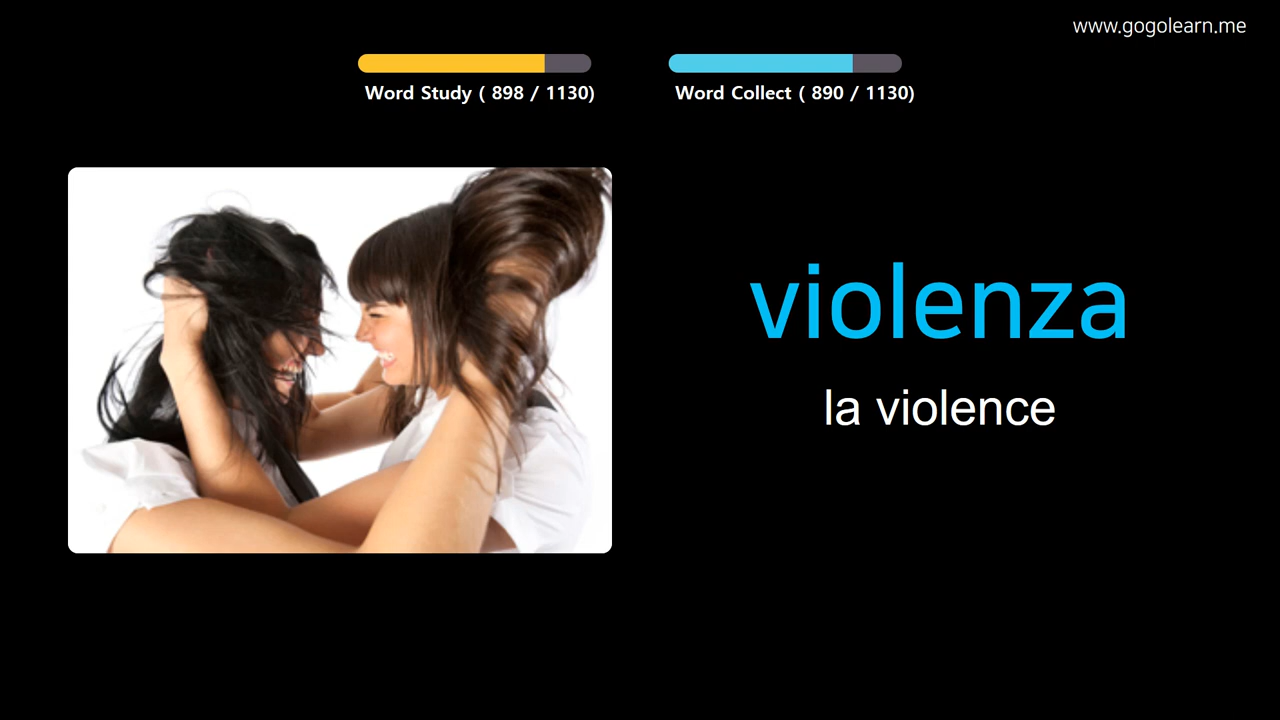 www.gogolearn.me
Word Study ( 898 / 1130)
Word Collect ( 890 / 1130)
violenza
la violence